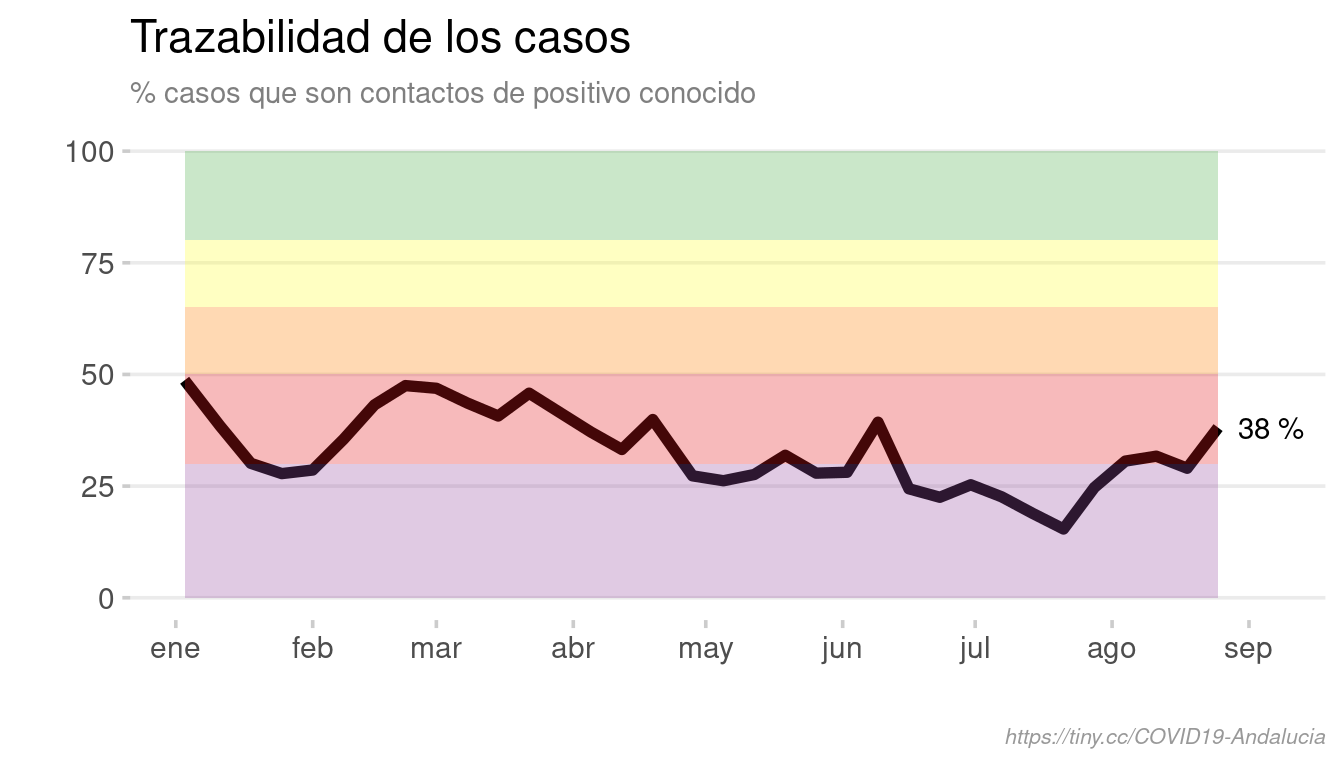 Trazabilidad de los casos
% casos que son contactos de positivo conocido
100
75
50
38 %
25
0
ene feb mar abr may jun jul ago sep
https://tiny.cc/COVID19-Andalucia